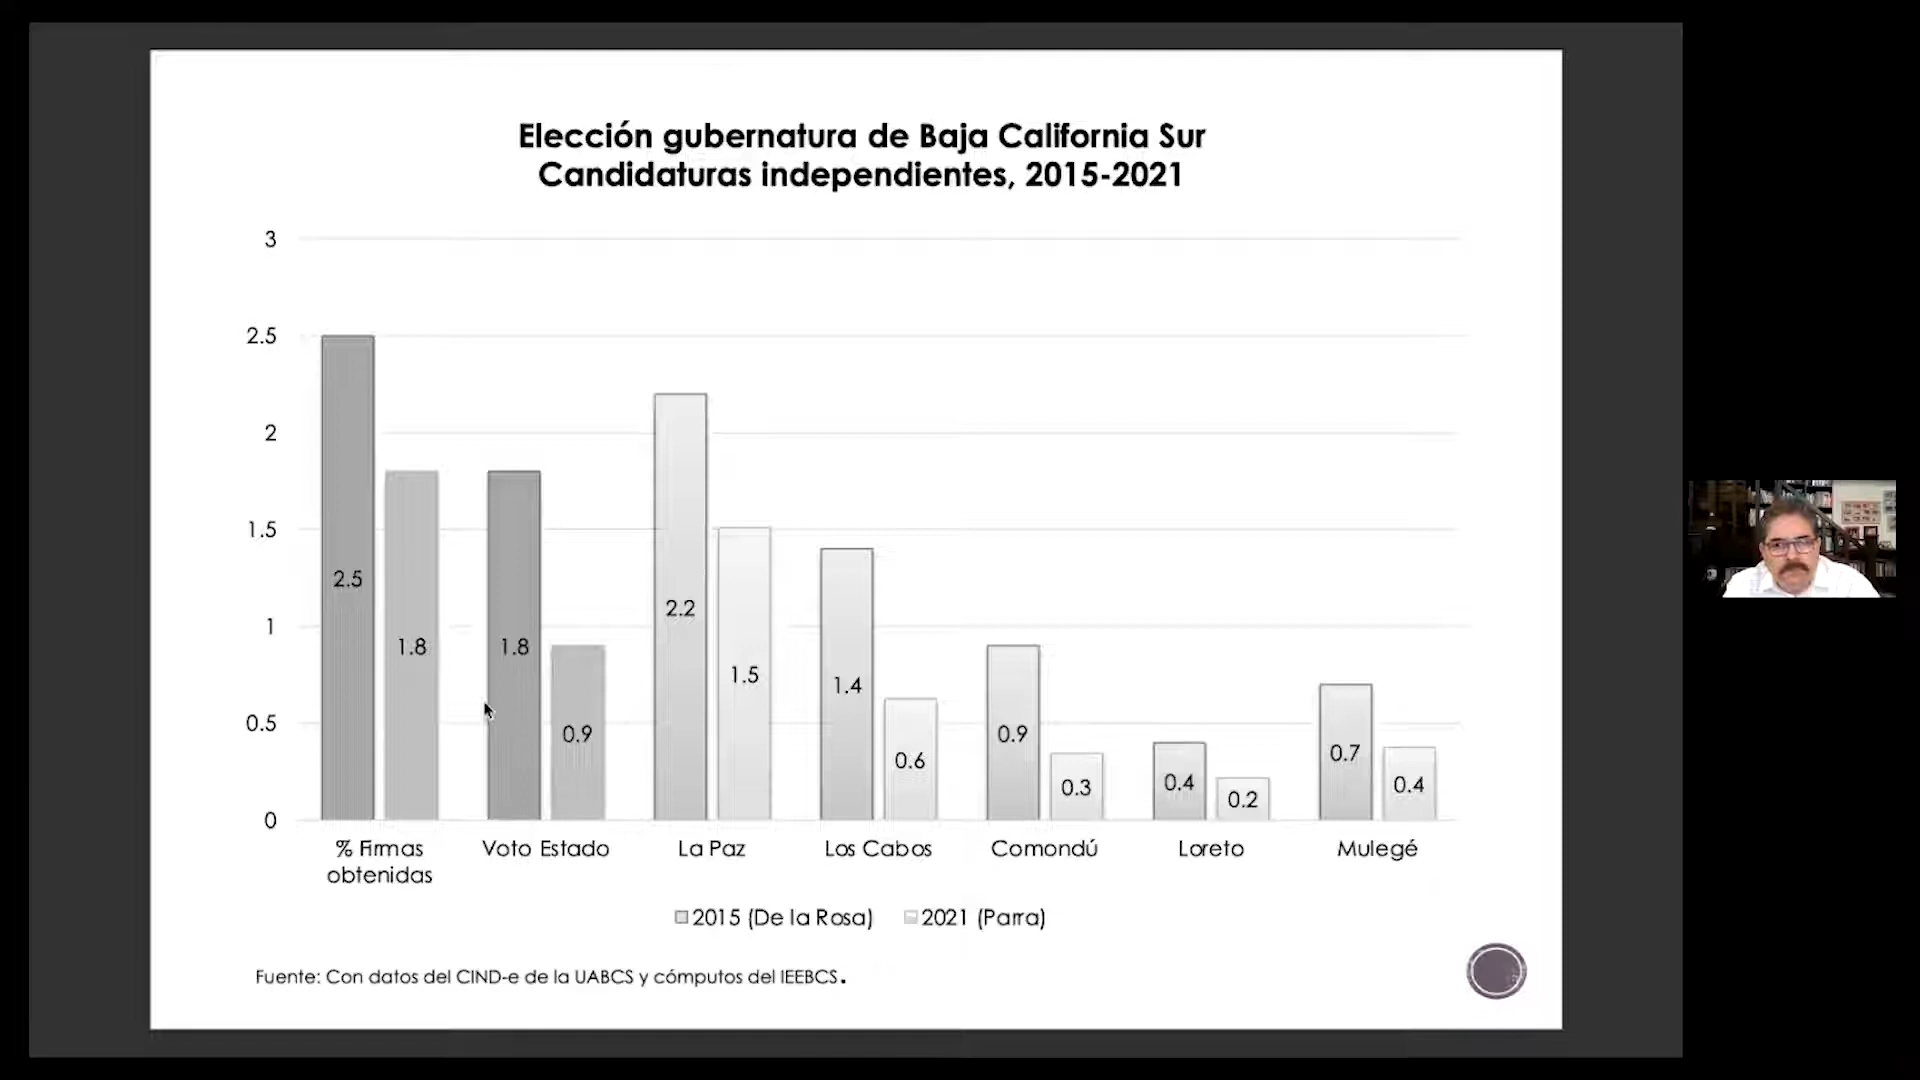 Elección gubernatura de Baja California Sur
Candidaturas independientes, 2015-2021
3
2.5
2
1.5
1
0.5
0
2.5
1.8
1.8
0.9
2.2
1.5
1.4
0.6
0.9
0.3
0.4
0.2
0.7
0.4
% Firmas
obtenidas
Voto Estado
La Paz
Los Cabos
Comondú
Loreto
Mulegé
2015 (De la Rosa)
2021 (Parra)
Fuente: Con datos del CIND-e de la UABCS y cómputos del IEEBCS.